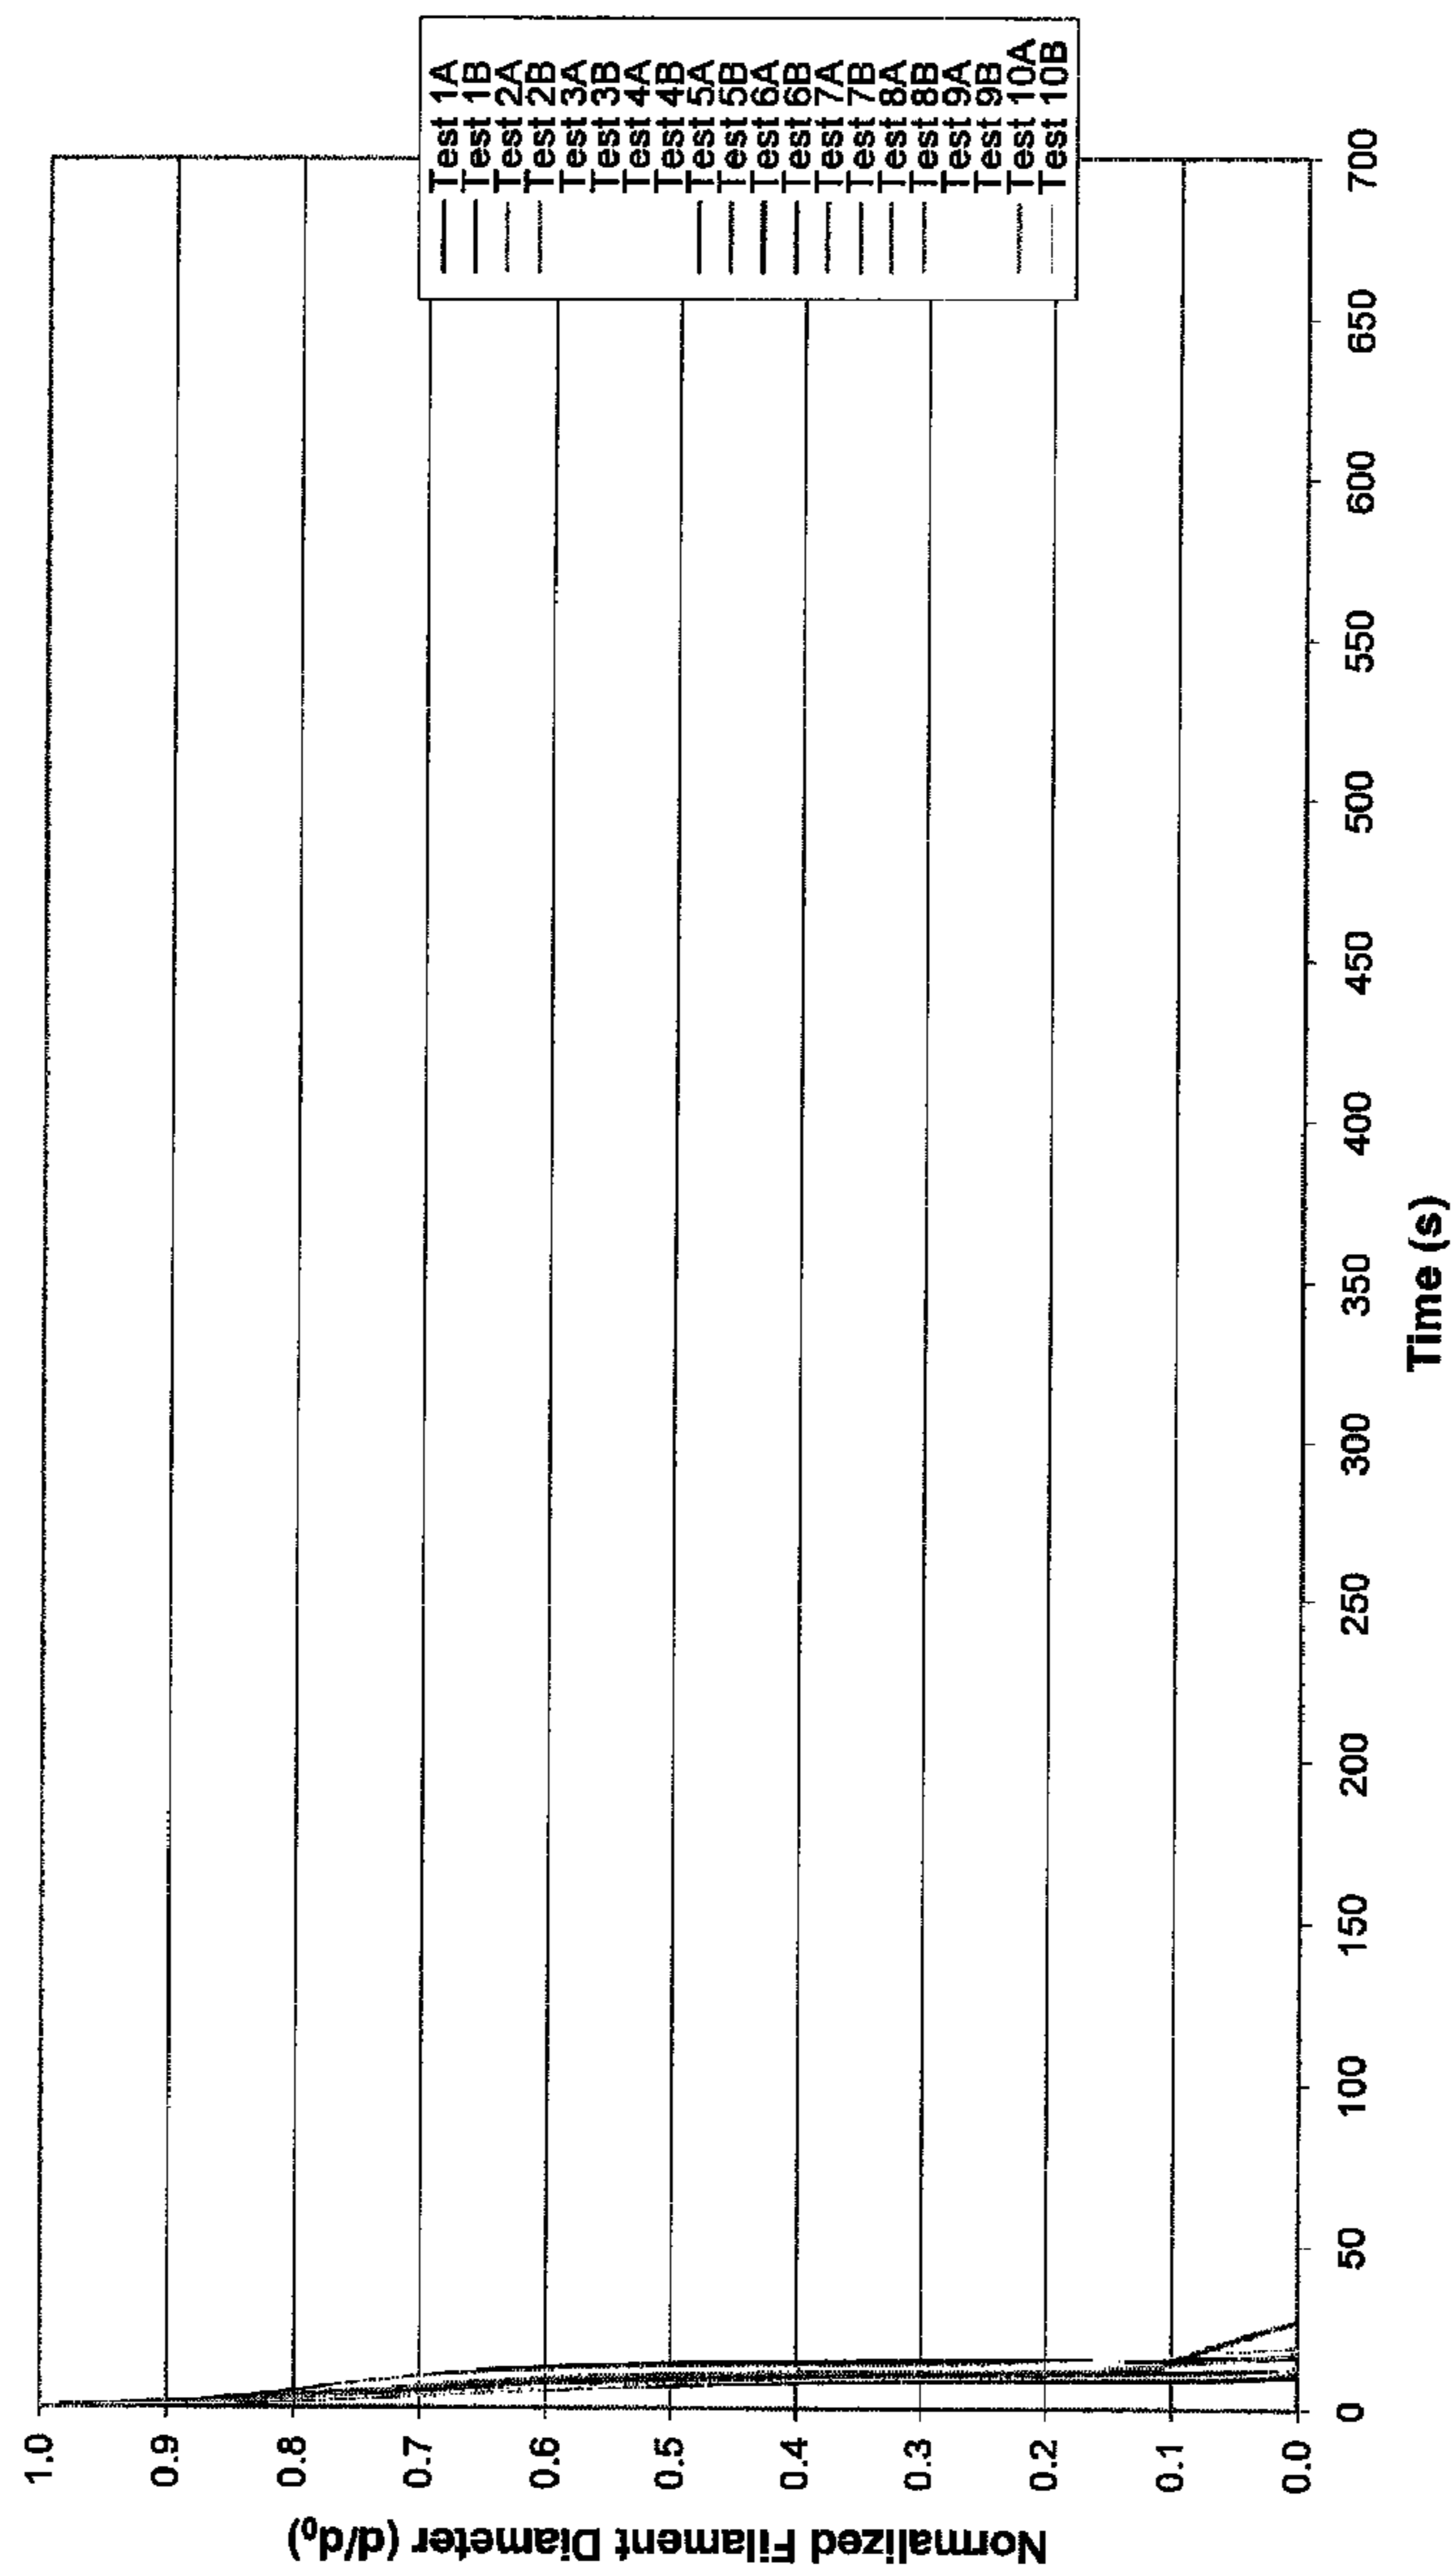 Normalized Filament Diameter (d/d₀)
1.0
0.9
0.8
0.7
0.6
0.5
0.4
0.3
0.2
0.1
0.0
0 50 100 150 200 250 300 350 400 450 500 550 600 650 700
Time (s)
Test 1A
Test 1B
Test 2A
Test 2B
Test 3A
Test 3B
Test 4A
Test 4B
Test 5A
Test 5B
Test 6A
Test 6B
Test 7A
Test 7B
Test 8A
Test 8B
Test 9A
Test 9B
Test 10A
Test 10B